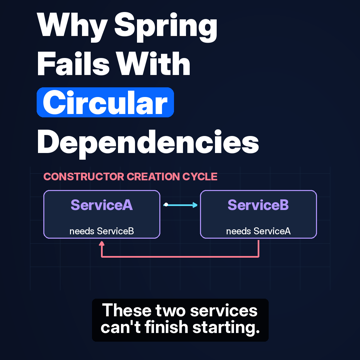 Why Spring
Fails With
Circular
Dependencies
CONSTRUCTOR CREATION CYCLE
ServiceA
ServiceB
needs ServiceB
needs ServiceA
These two services
can't finish starting.